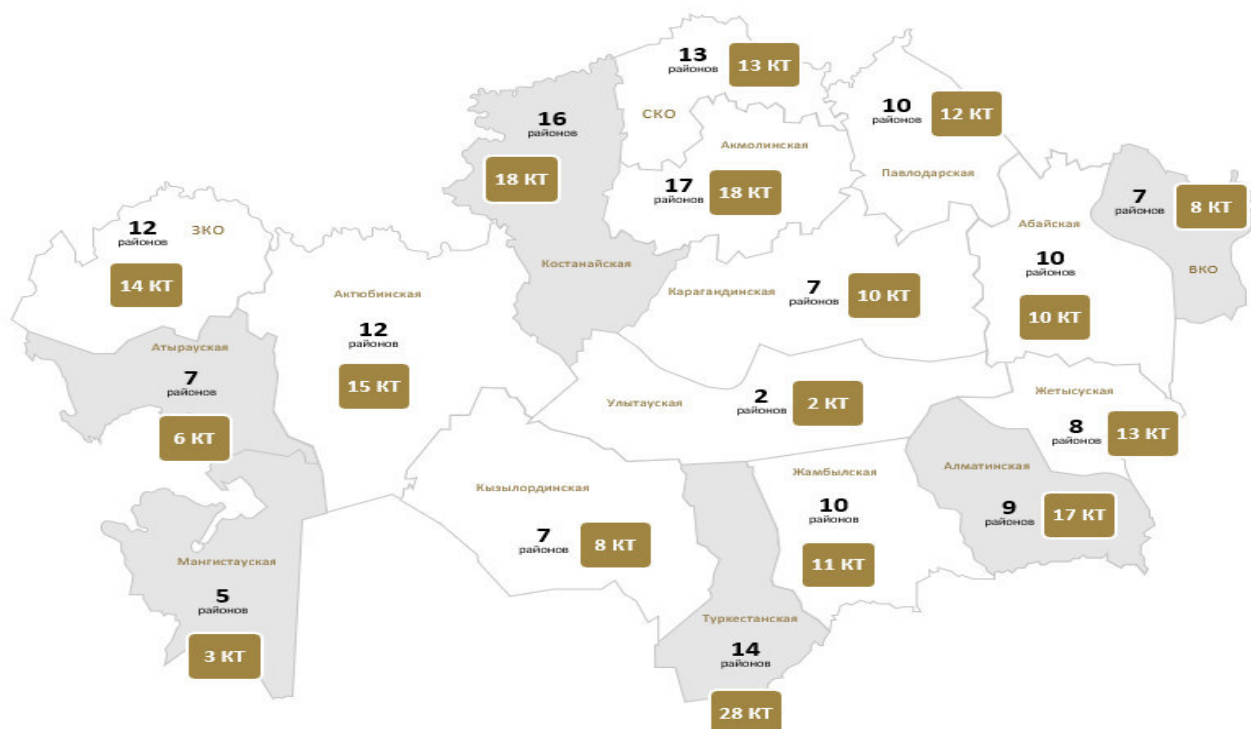 13
районов
13 КТ
СКО
16
районов
18 КТ
Костанайская
10
районов
12 КТ
Павлодарская
Акмолинская
17
районов
18 КТ
7
районов
8 КТ
ВКО
Абайская
10
районов
10 КТ
12
районов
ЗКО
14 КТ
Актюбинская
12
районов
15 КТ
Карагандинская
7
районов
10 КТ
Атырауская
7
районов
6 КТ
Улытауская
2
районов
2 КТ
Жетысуская
8
районов
13 КТ
Алматинская
9
районов
17 КТ
Кызылординская
7
районов
8 КТ
Жамбылская
10
районов
11 КТ
Мангистауская
5
районов
3 КТ
Туркестанская
14
районов
28 КТ